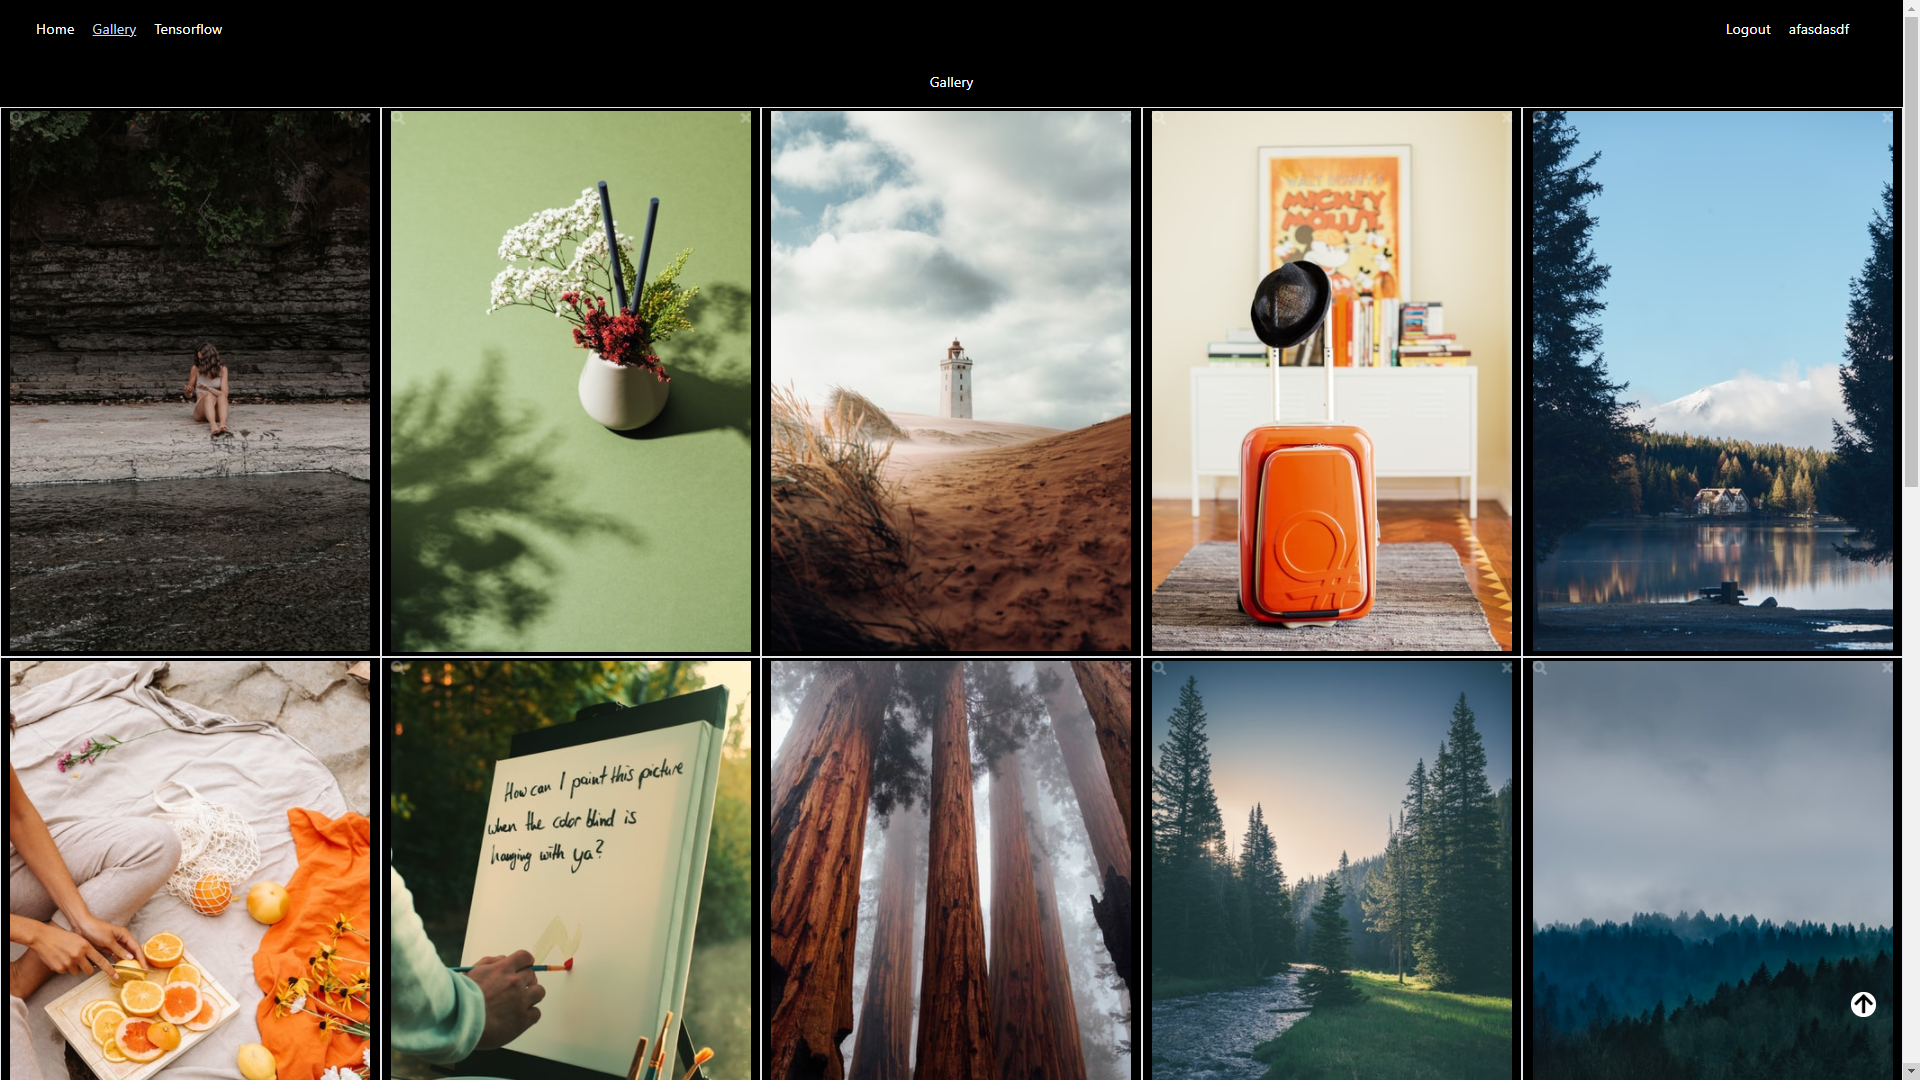 Home Gallery Tensorflow Logout afasdasdf
Gallery
WALT DISNEY'S
MICKEY
MOUSE
How can I paint this picture
when the color blind is
hanging with ya?